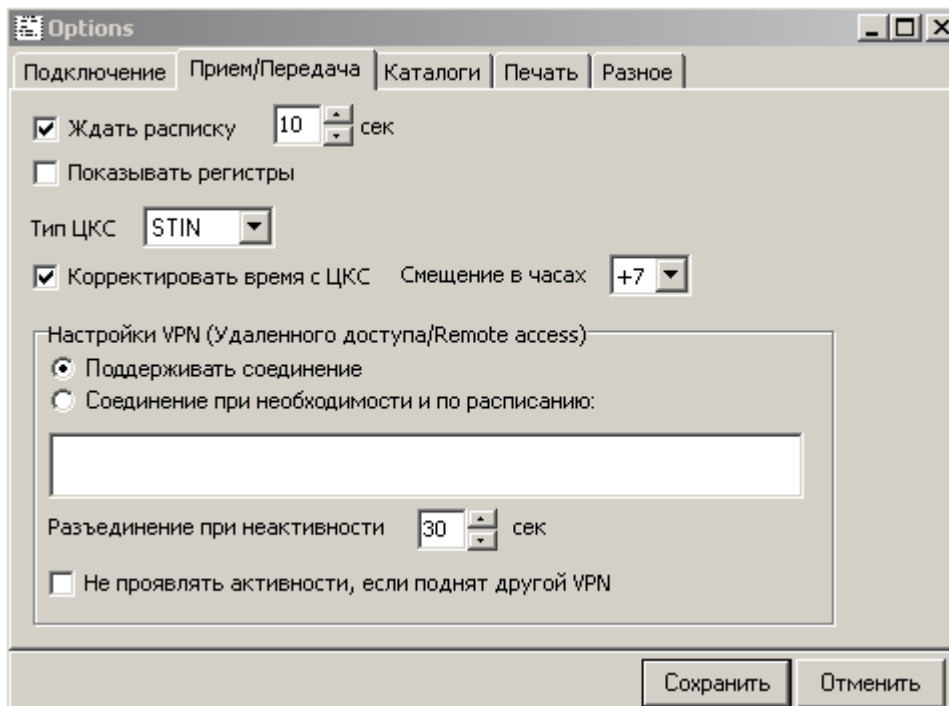 Options
Подключение Прием/Передача Каталоги Печать Разное
Ждать расписку 10 сек
Показывать регистры
Тип ЦКС STIN
Корректировать время с ЦКС Смещение в часах +7
Настройки VPN (Удаленного доступа/Remote access)
Поддерживать соединение
Соединение при необходимости и по расписанию:
Разъединение при неактивности 30 сек
Не проявлять активности, если поднят другой VPN
Сохранить Отменить